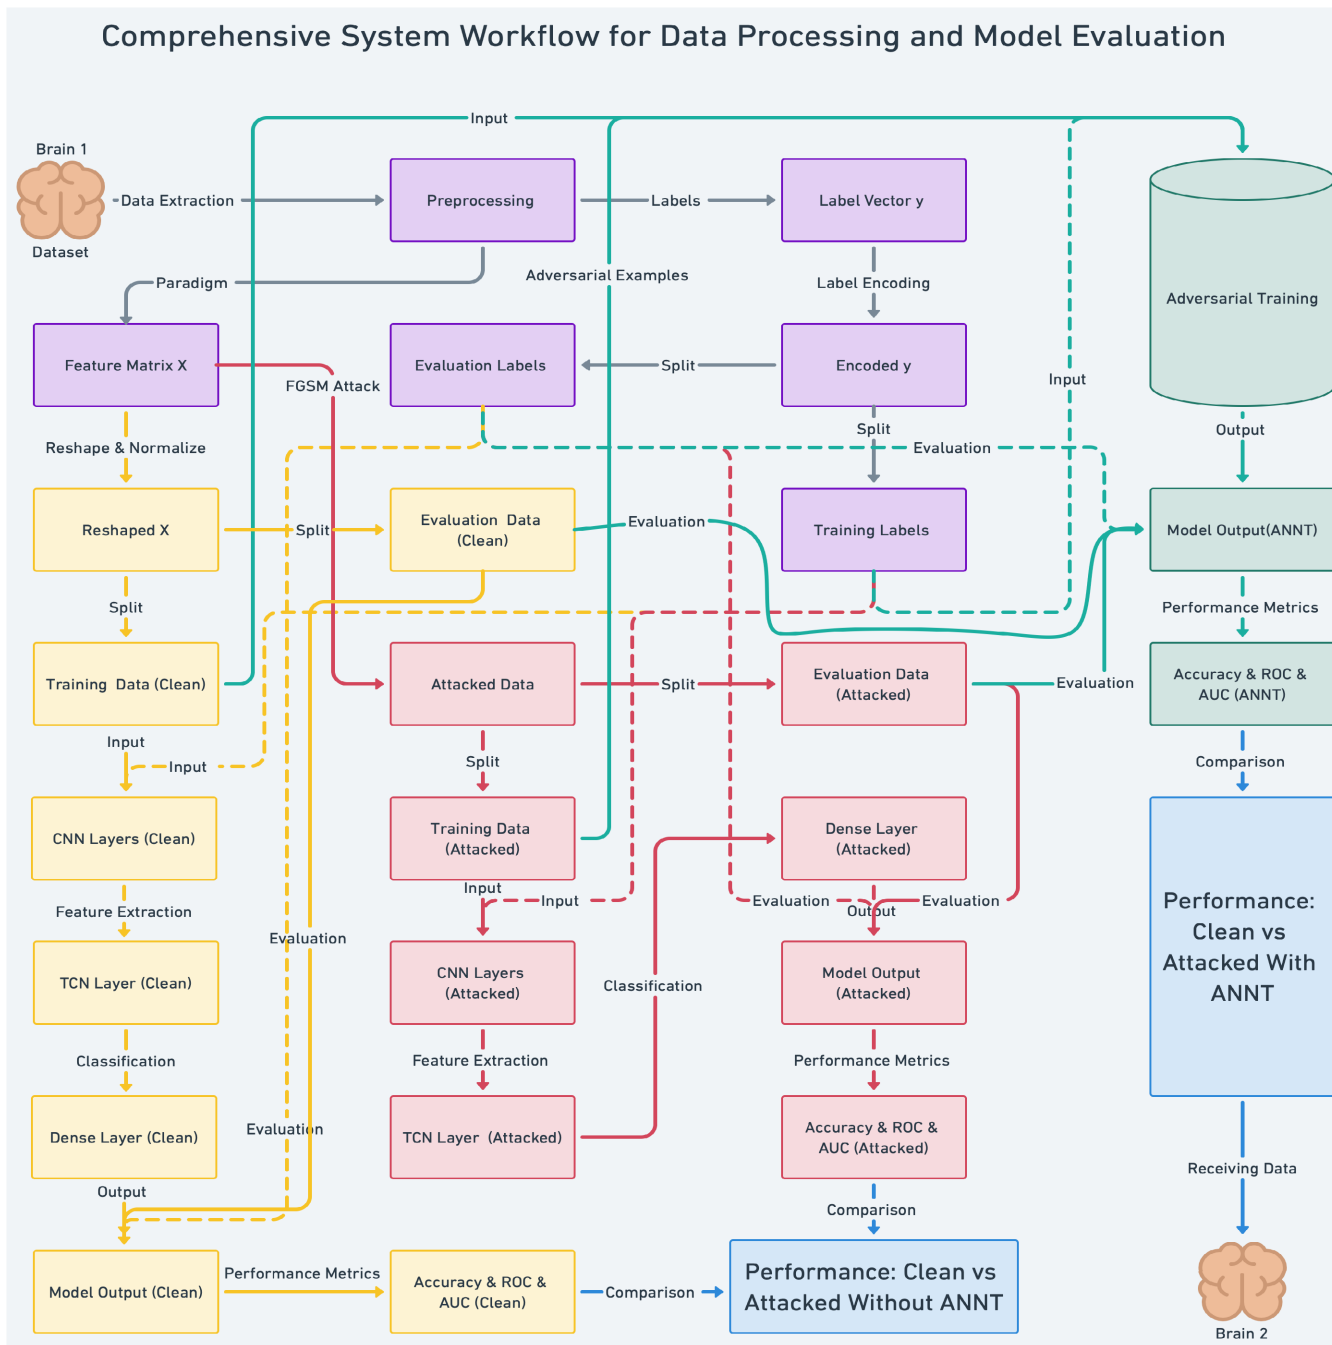 Comprehensive System Workflow for Data Processing and Model Evaluation
Input
Brain 1
Data Extraction
Preprocessing
Labels
Label Vector y
Dataset
Adversarial Examples
Paradigm
Label Encoding
Adversarial Training
Feature Matrix X
FGSM Attack
Evaluation Labels
Split
Encoded y
Input
Reshape & Normalize
Split
Evaluation
Output
Reshaped X
Split
Evaluation Data
(Clean)
Evaluation
Training Labels
Model Output(ANNT)
Split
Performance Metrics
Training Data (Clean)
Attacked Data
Split
Evaluation Data
(Attacked)
Evaluation
Accuracy & ROC &
AUC (ANNT)
Input
Input
Split
Comparison
CNN Layers (Clean)
Training Data
(Attacked)
Dense Layer
(Attacked)
Input
Input
Evaluation
Output
Evaluation
Performance:
Clean vs
Attacked With
ANNT
Feature Extraction
Evaluation
TCN Layer (Clean)
CNN Layers
(Attacked)
Classification
Model Output
(Attacked)
Classification
Feature Extraction
Performance Metrics
Dense Layer (Clean)
Evaluation
TCN Layer (Attacked)
Accuracy & ROC &
AUC (Attacked)
Receiving Data
Output
Comparison
Model Output (Clean)
Performance Metrics
Accuracy & ROC &
AUC (Clean)
Comparison
Performance: Clean vs
Attacked Without ANNT
Brain 2